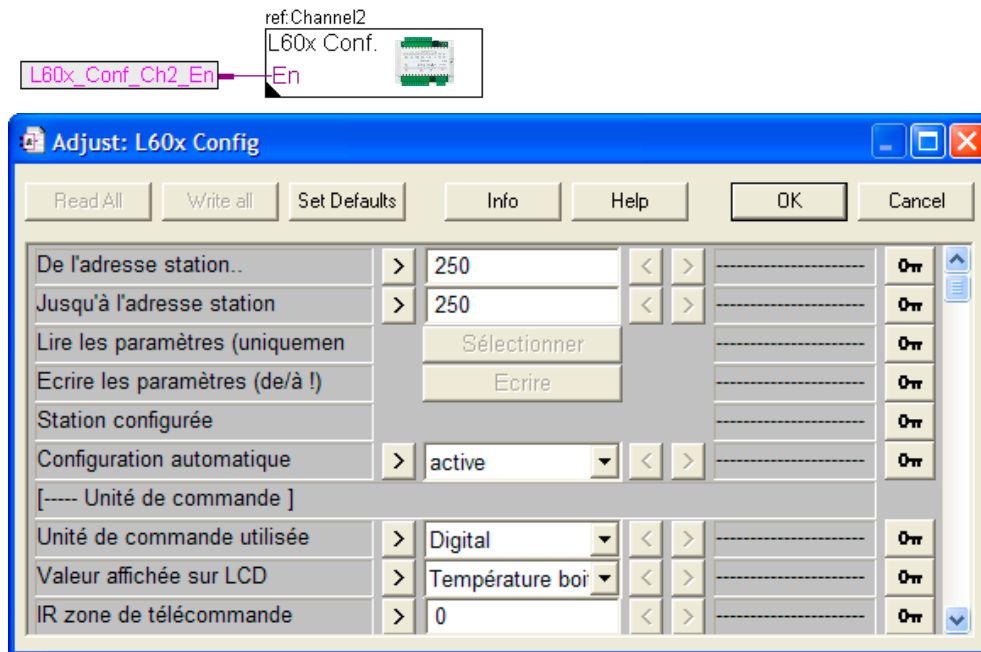 ref:Channel2
L60x Conf.
L60x_Conf_Ch2_En
En
Adjust: L60x Config
Read All Write all Set Defaults Info Help OK Cancel
De l'adresse station.. > 250 < > ----------------------
Jusqu'à l'adresse station > 250 < > ----------------------
Lire les paramètres (uniquemen Sélectionner ----------------------
Ecrire les paramètres (de/à !) Ecrire ----------------------
Station configurée ----------------------
Configuration automatique > active < > ----------------------
[----- Unité de commande ]
Unité de commande utilisée > Digital < > ----------------------
Valeur affichée sur LCD > Température boi < > ----------------------
IR zone de télécommande > 0 < > ----------------------